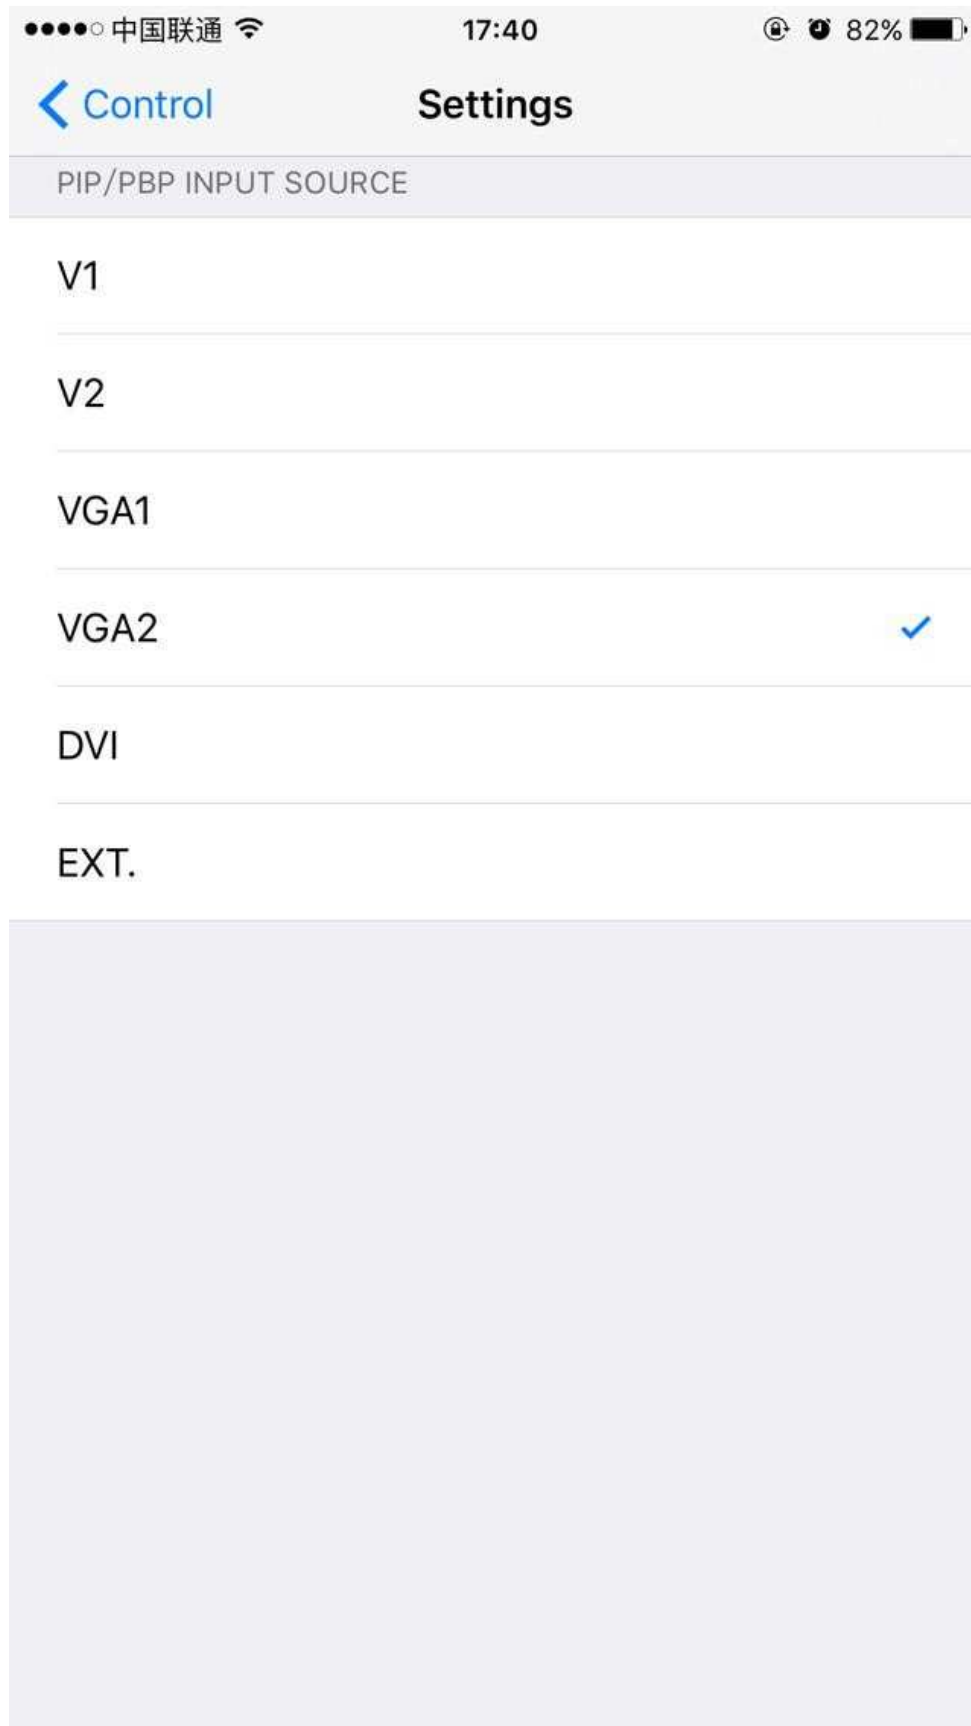 中国联通 17:40 82%
Control Settings
PIP/PBP INPUT SOURCE
V1
V2
VGA1
VGA2
DVI
EXT.